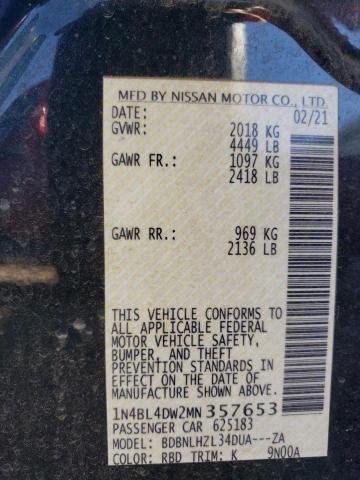 MFD BY NISSAN MOTOR CO., LTD.
DATE: 02/21
GVWR: 2018 KG
4449 LB
GAWR FR.: 1097 KG
2418 LB
GAWR RR.: 969 KG
2136 LB
THIS VEHICLE CONFORMS TO
ALL APPLICABLE FEDERAL
MOTOR VEHICLE SAFETY,
BUMPER, AND THEFT
PREVENTION STANDARDS IN
EFFECT ON THE DATE OF
MANUFACTURE SHOWN ABOVE.
1N4BL4DW2MN357653
PASSENGER CAR 625183
MODEL: BDBNLHZL34DUA---ZA
COLOR: RBD TRIM: K 9N00A